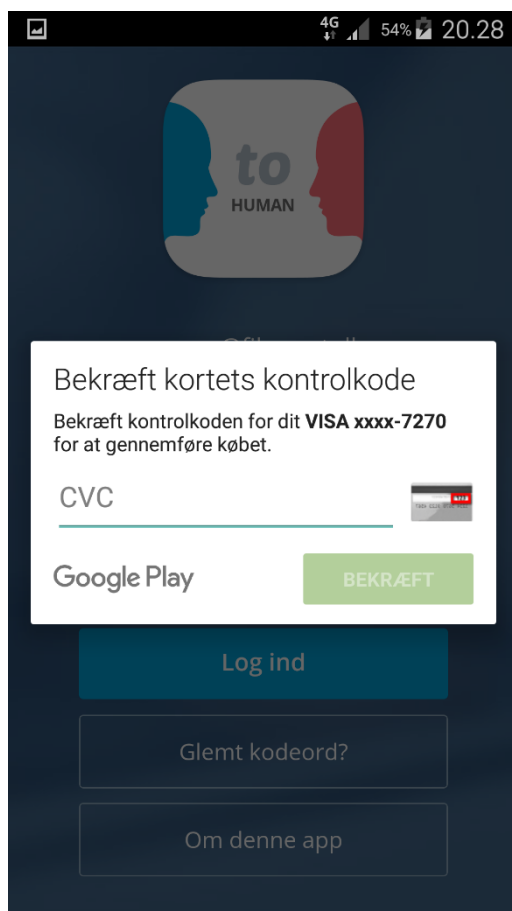 4G 54% 20.28
to
HUMAN
Bekræft kortets kontrolkode
Bekræft kontrolkoden for dit VISA xxxx-7270
for at gennemføre købet.
CVC
Google Play
BEKRÆFT
Log ind
Glemt kodeord?
Om denne app